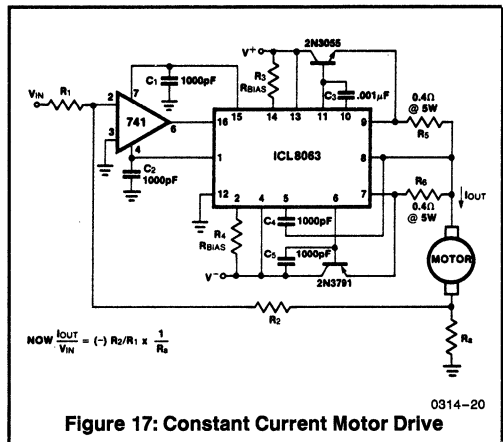 2N3055
V+
C1 1000pF
R3
RBIAS
C3 .001µF
VIN
R1
2
7
741
6
3
4
C2
1000pF
16
15
14
13
11
10
1
ICL8063
12
2
4
5
6
9
8
7
0.4Ω
@ 5W
R5
R6
0.4Ω
@ 5W
IOUT
R4
RBIAS
C4
1000pF
C5
1000pF
V−
2N3791
MOTOR
R2
Ra
NOW IOUT/VIN = (-) R2/R1 x 1/Ra
0314–20
Figure 17: Constant Current Motor Drive